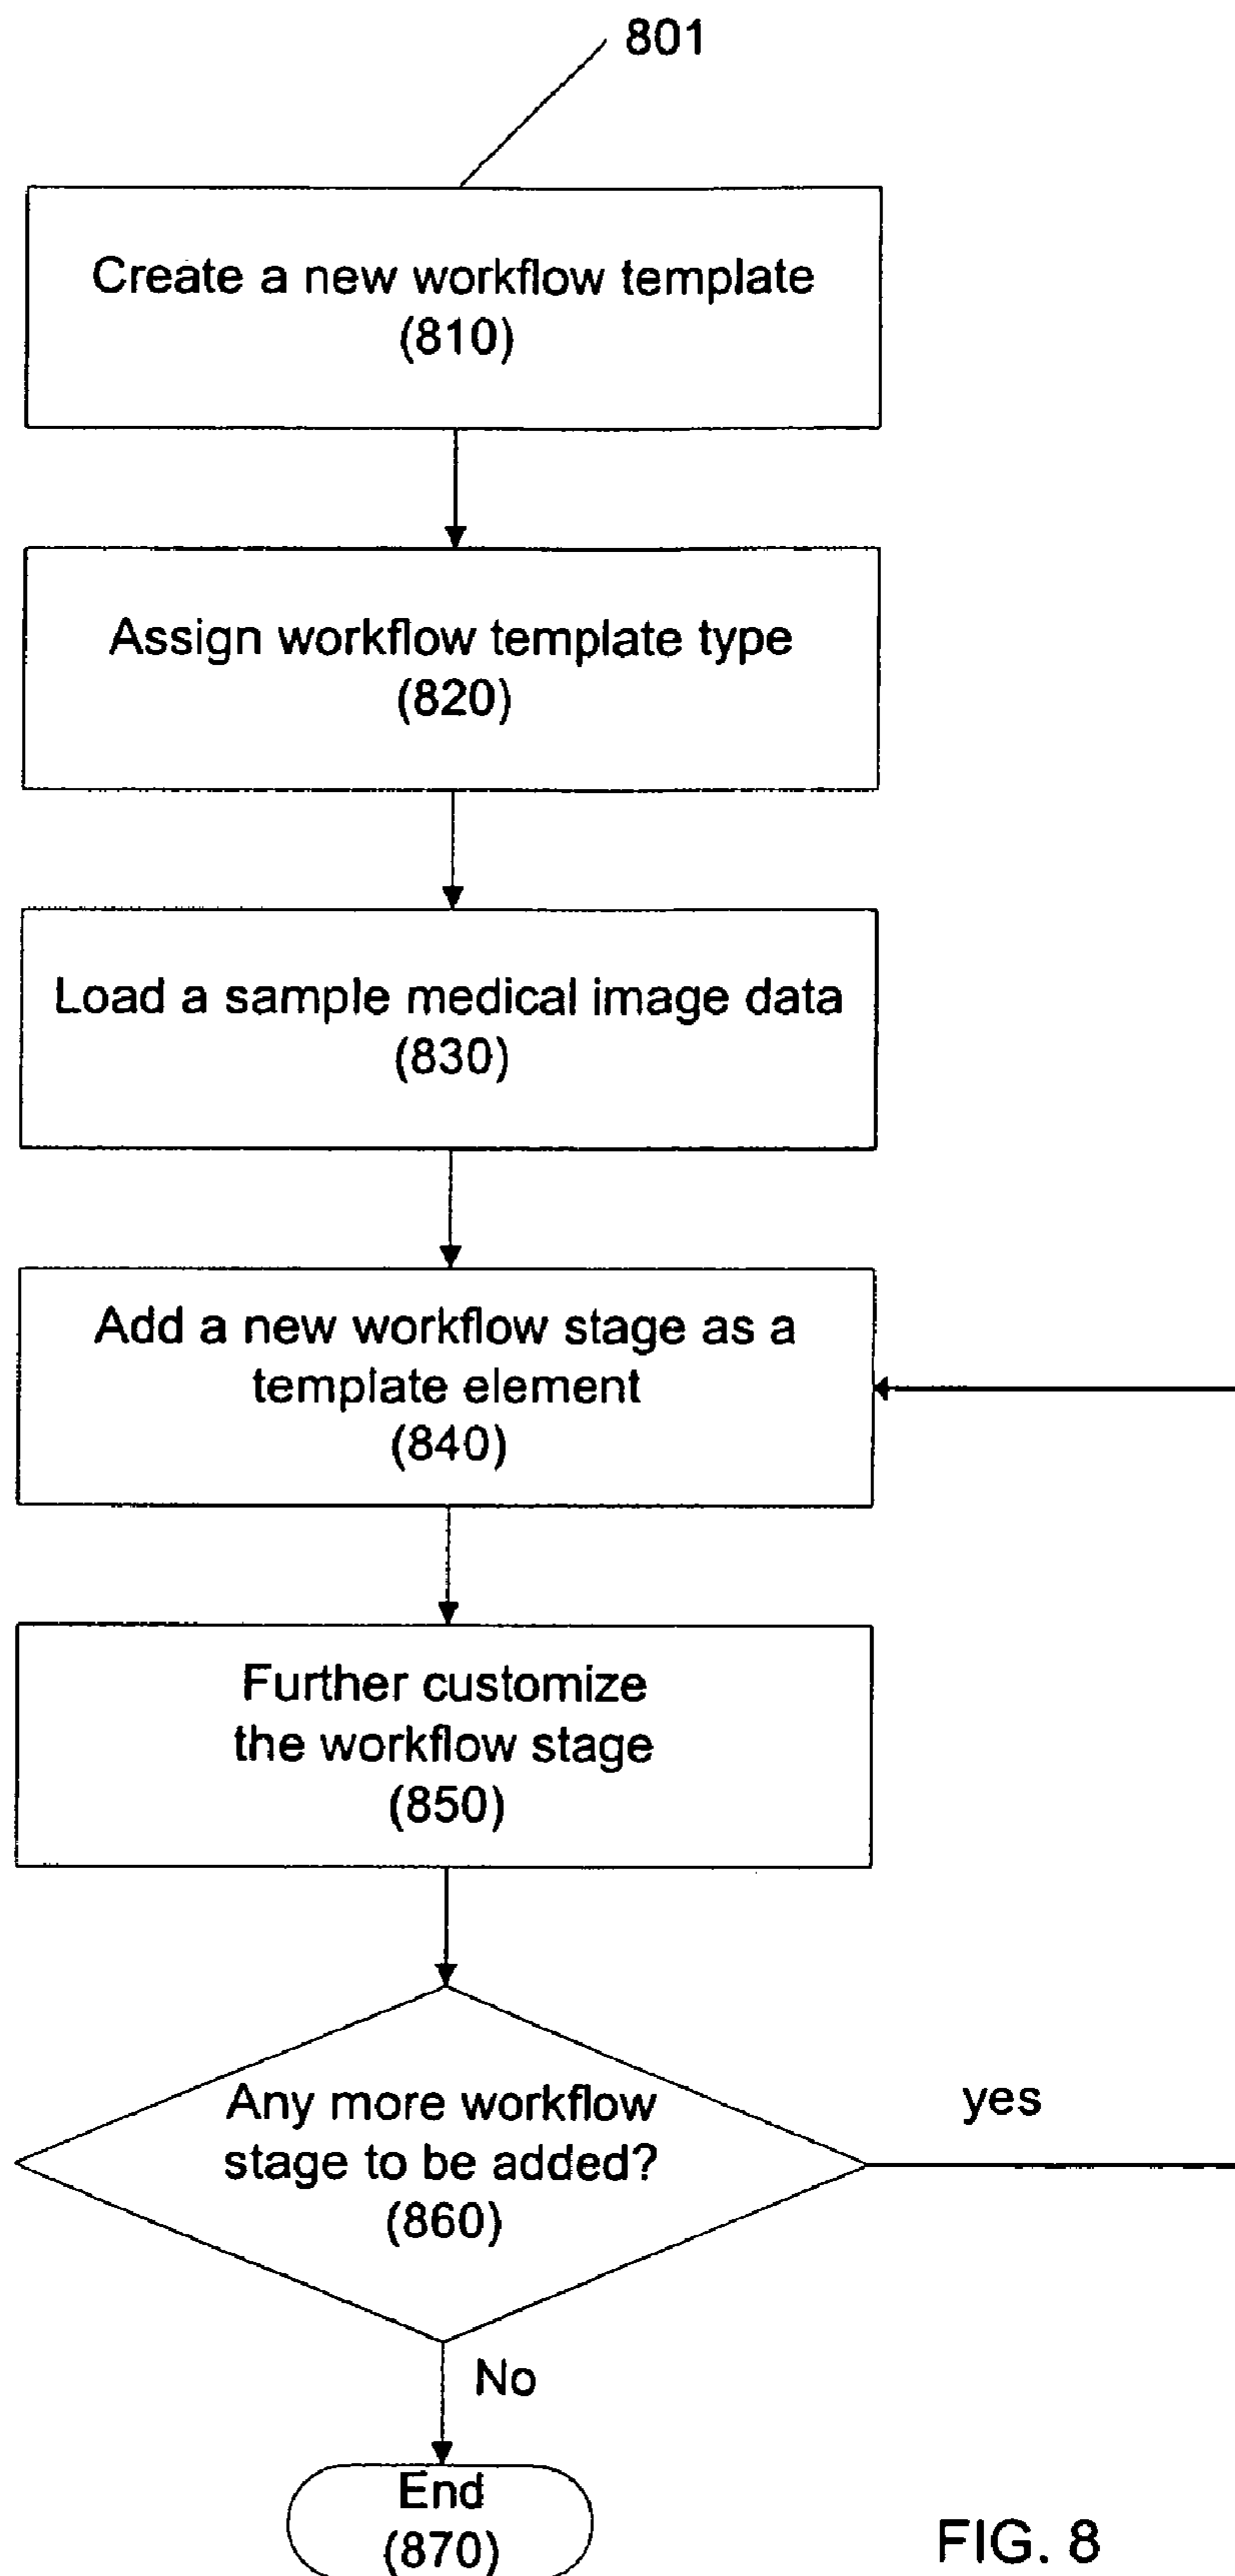 801
Create a new workflow template
(810)
Assign workflow template type
(820)
Load a sample medical image data
(830)
Add a new workflow stage as a
template element
(840)
Further customize
the workflow stage
(850)
Any more workflow
stage to be added?
(860)
yes
No
End
(870)
FIG. 8